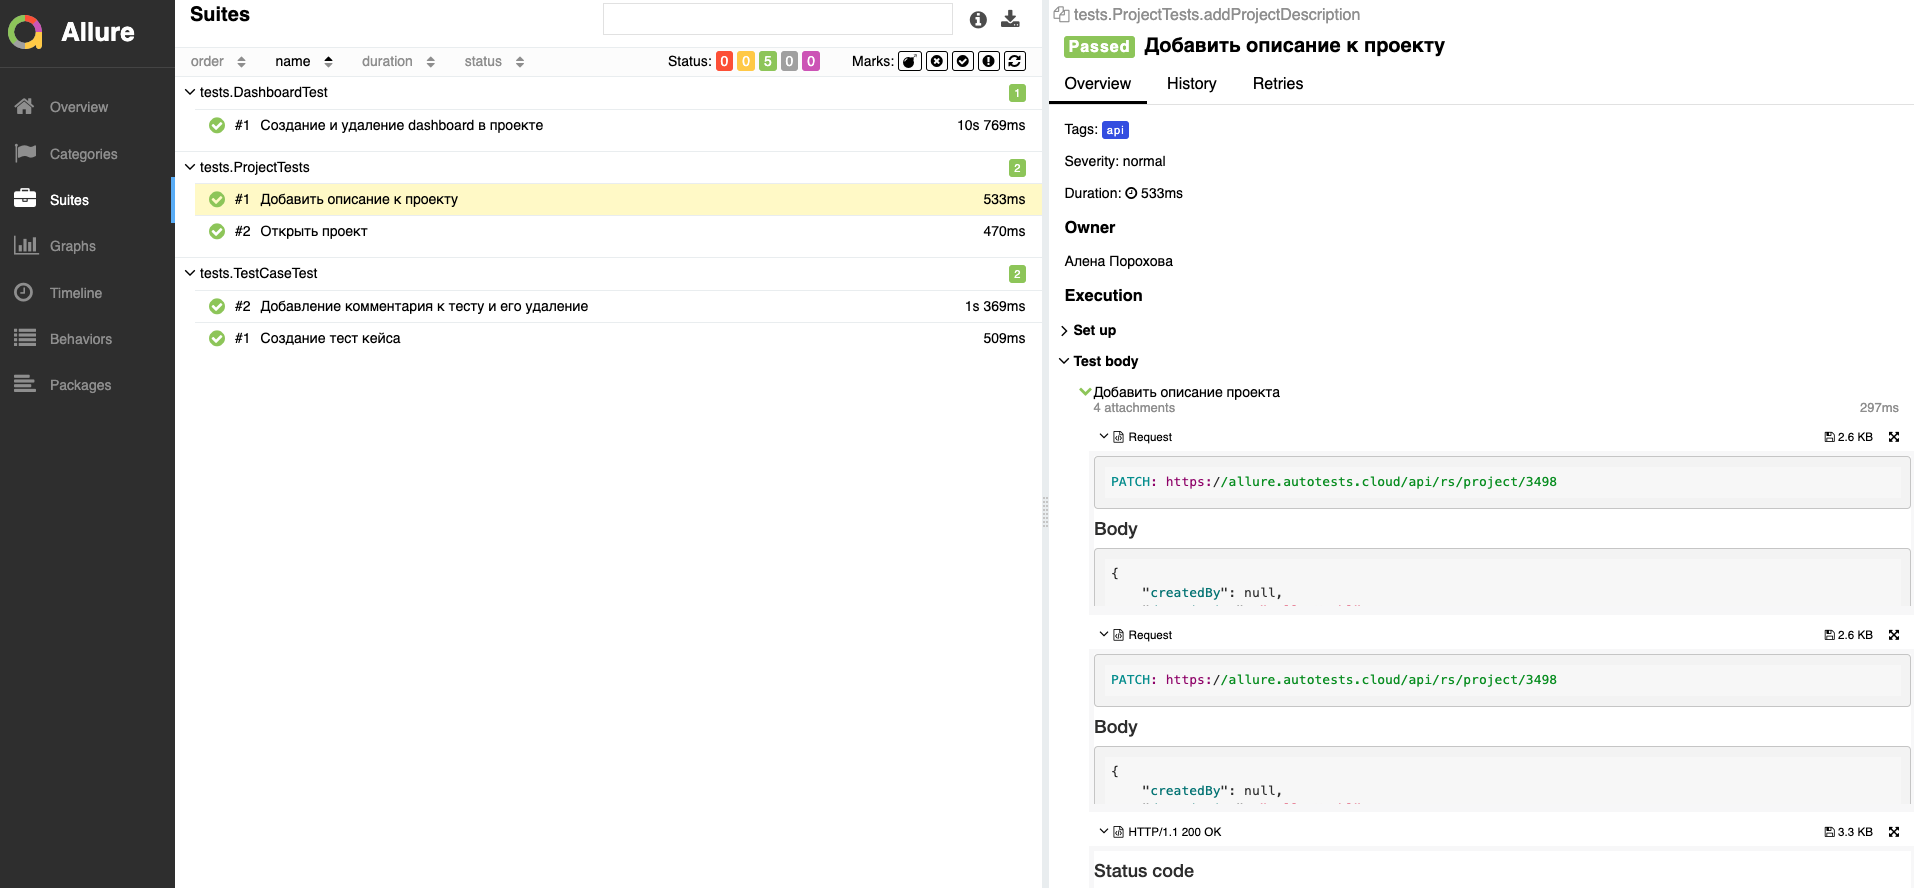 Allure
Overview
Categories
Suites
Graphs
Timeline
Behaviors
Packages
Suites
order name duration status Status: 0 0 5 0 0 Marks:
tests.DashboardTest 1
#1 Создание и удаление dashboard в проекте 10s 769ms
tests.ProjectTests 2
#1 Добавить описание к проекту 533ms
#2 Открыть проект 470ms
tests.TestCaseTest 2
#2 Добавление комментария к тесту и его удаление 1s 369ms
#1 Создание тест кейса 509ms
tests.ProjectTests.addProjectDescription
Passed Добавить описание к проекту
Overview History Retries
Tags: api
Severity: normal
Duration: 533ms
Owner
Алена Порохова
Execution
Set up
Test body
Добавить описание проекта
4 attachments 297ms
Request 2.6 KB
PATCH: https://allure.autotests.cloud/api/rs/project/3498
Body
{
"createdBy": null,
Request 2.6 KB
PATCH: https://allure.autotests.cloud/api/rs/project/3498
Body
{
"createdBy": null,
HTTP/1.1 200 OK 3.3 KB
Status code